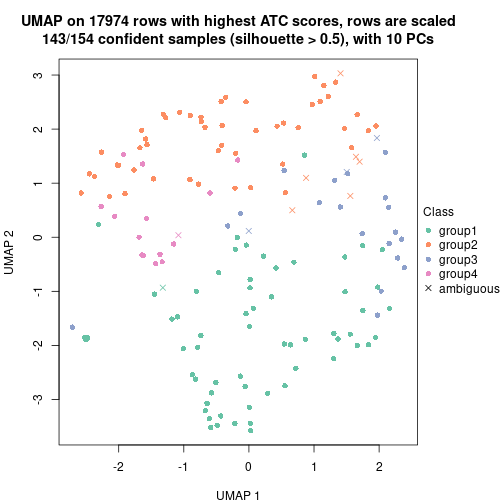 UMAP on 17974 rows with highest ATC scores, rows are scaled
143/154 confident samples (silhouette > 0.5), with 10 PCs
3
2
1
0
-1
-2
-3
UMAP 2
-2
-1
0
1
2
UMAP 1
Class
group1
group2
group3
group4
ambiguous